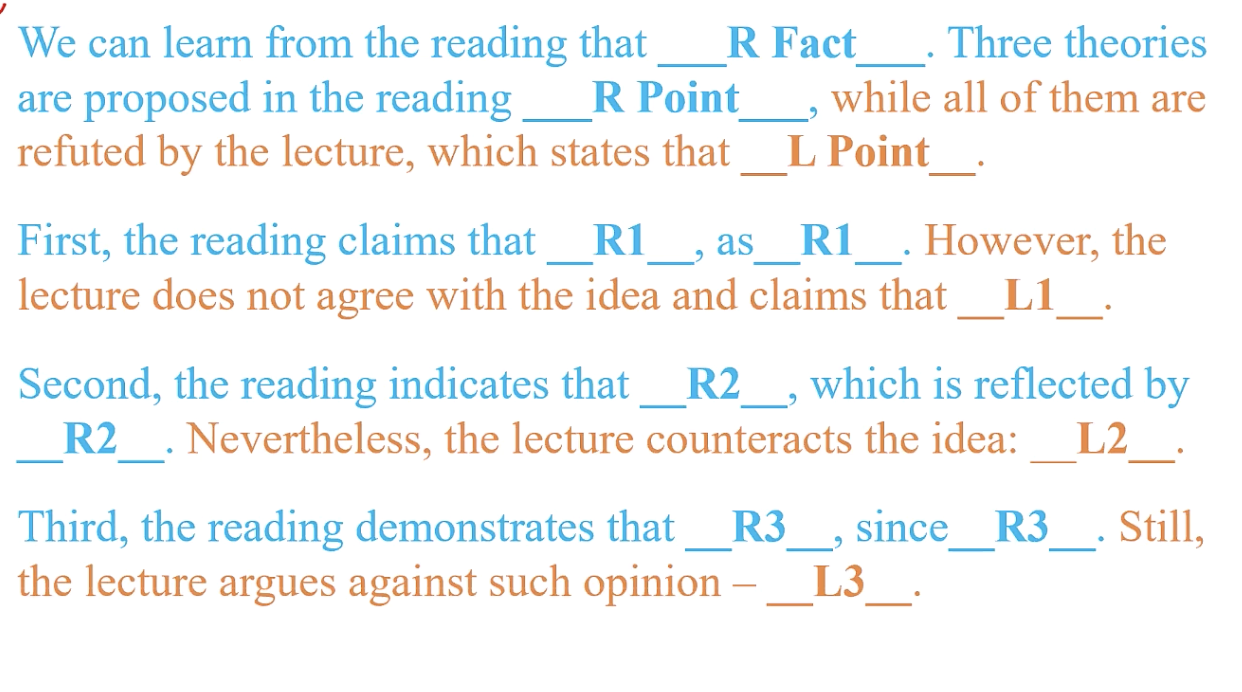 We can learn from the reading that ___R Fact___. Three theories
are proposed in the reading ___R Point___, while all of them are
refuted by the lecture, which states that __L Point__.
First, the reading claims that __R1__, as__R1__. However, the
lecture does not agree with the idea and claims that __L1__.
Second, the reading indicates that __R2__, which is reflected by
__R2__. Nevertheless, the lecture counteracts the idea: __L2__.
Third, the reading demonstrates that __R3__, since__R3__. Still,
the lecture argues against such opinion – __L3__.